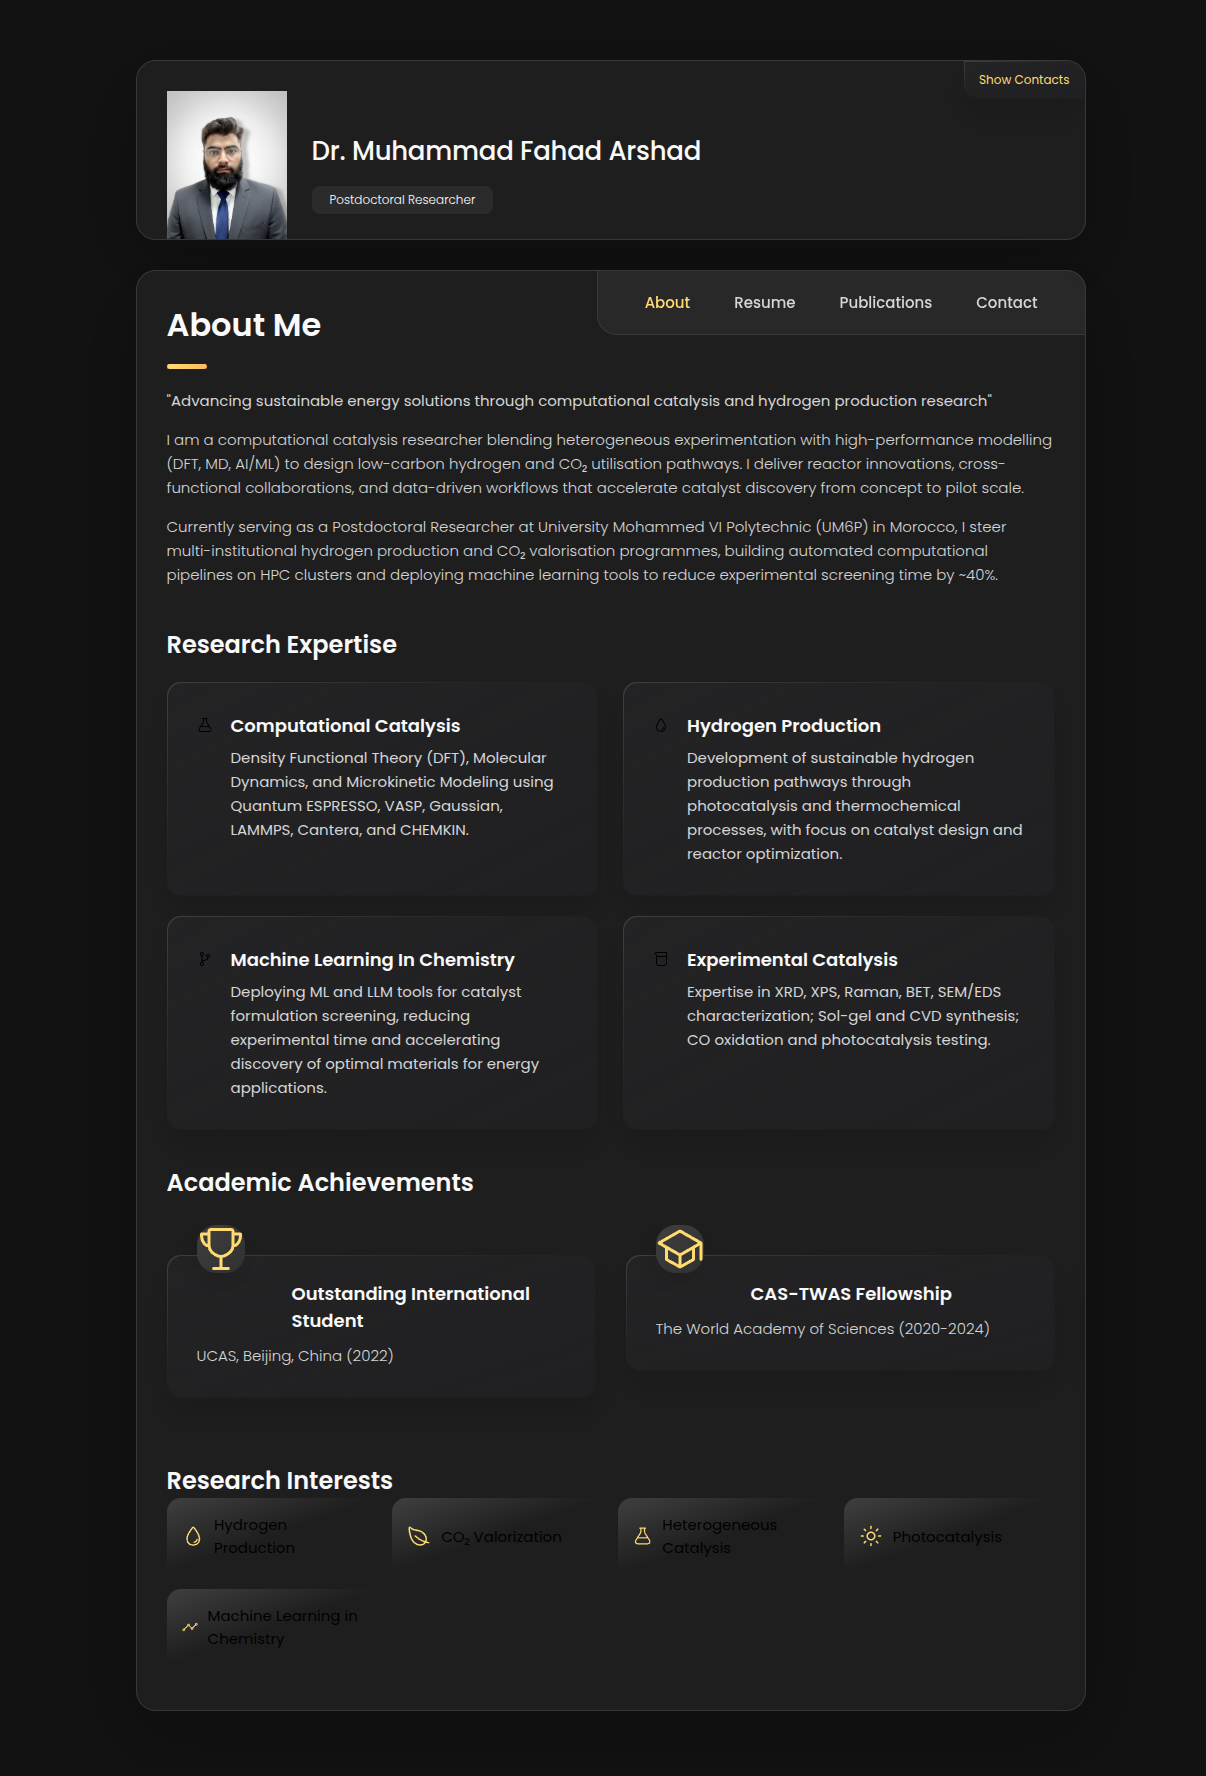 Show Contacts
Dr. Muhammad Fahad Arshad
Postdoctoral Researcher
About Resume Publications Contact
About Me
"Advancing sustainable energy solutions through computational catalysis and hydrogen production research"
I am a computational catalysis researcher blending heterogeneous experimentation with high-performance modelling
(DFT, MD, AI/ML) to design low-carbon hydrogen and CO₂ utilisation pathways. I deliver reactor innovations, cross-
functional collaborations, and data-driven workflows that accelerate catalyst discovery from concept to pilot scale.
Currently serving as a Postdoctoral Researcher at University Mohammed VI Polytechnic (UM6P) in Morocco, I steer
multi-institutional hydrogen production and CO₂ valorisation programmes, building automated computational
pipelines on HPC clusters and deploying machine learning tools to reduce experimental screening time by ~40%.
Research Expertise
Computational Catalysis
Density Functional Theory (DFT), Molecular
Dynamics, and Microkinetic Modeling using
Quantum ESPRESSO, VASP, Gaussian,
LAMMPS, Cantera, and CHEMKIN.
Hydrogen Production
Development of sustainable hydrogen
production pathways through
photocatalysis and thermochemical
processes, with focus on catalyst design and
reactor optimization.
Machine Learning In Chemistry
Deploying ML and LLM tools for catalyst
formulation screening, reducing
experimental time and accelerating
discovery of optimal materials for energy
applications.
Experimental Catalysis
Expertise in XRD, XPS, Raman, BET, SEM/EDS
characterization; Sol-gel and CVD synthesis;
CO oxidation and photocatalysis testing.
Academic Achievements
Outstanding International
Student
UCAS, Beijing, China (2022)
CAS-TWAS Fellowship
The World Academy of Sciences (2020-2024)
Research Interests
Hydrogen
Production
CO₂ Valorization
Heterogeneous
Catalysis
Photocatalysis
Machine Learning in
Chemistry